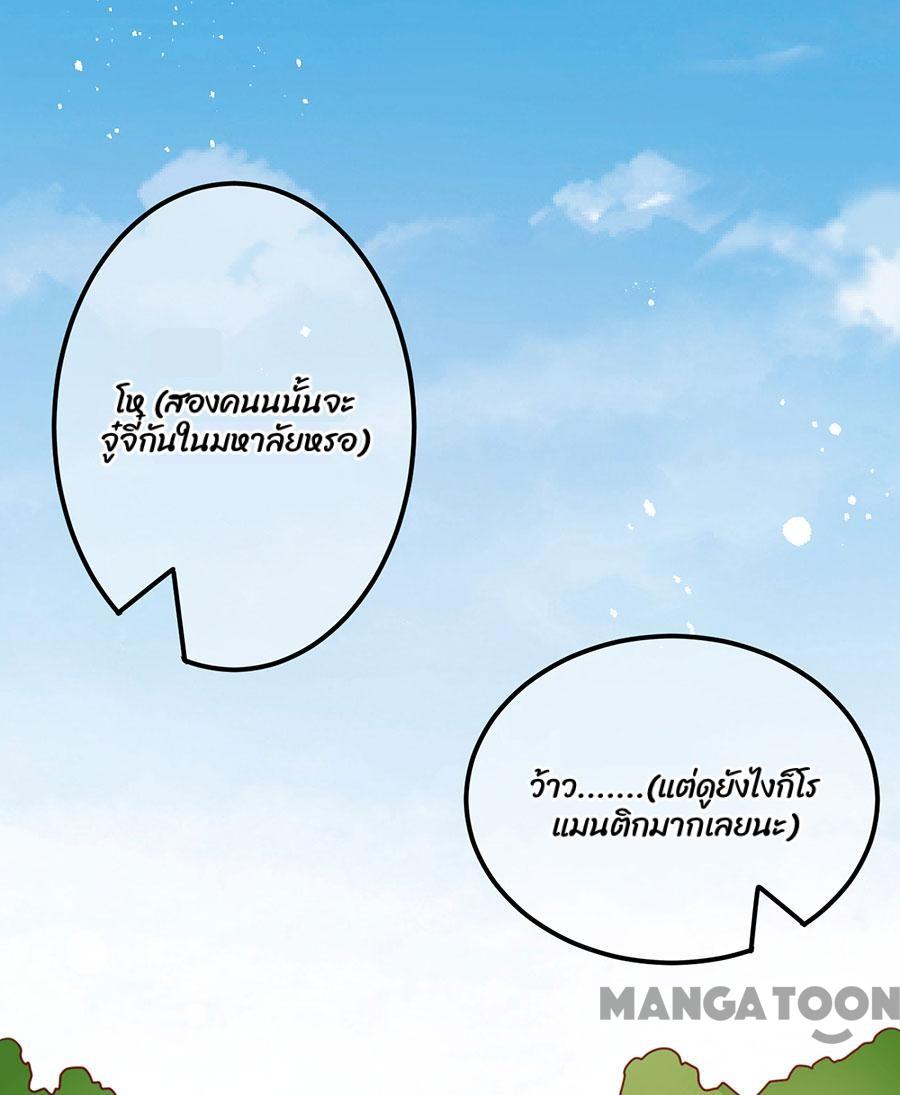 โห (สองคนนนั้นจะ
จู๋จี๋กันในมหาลัยหรอ)
ว้าว.......(แต่ดูยังไงก็โร
แมนติกมากเลยนะ)
MANGATOON